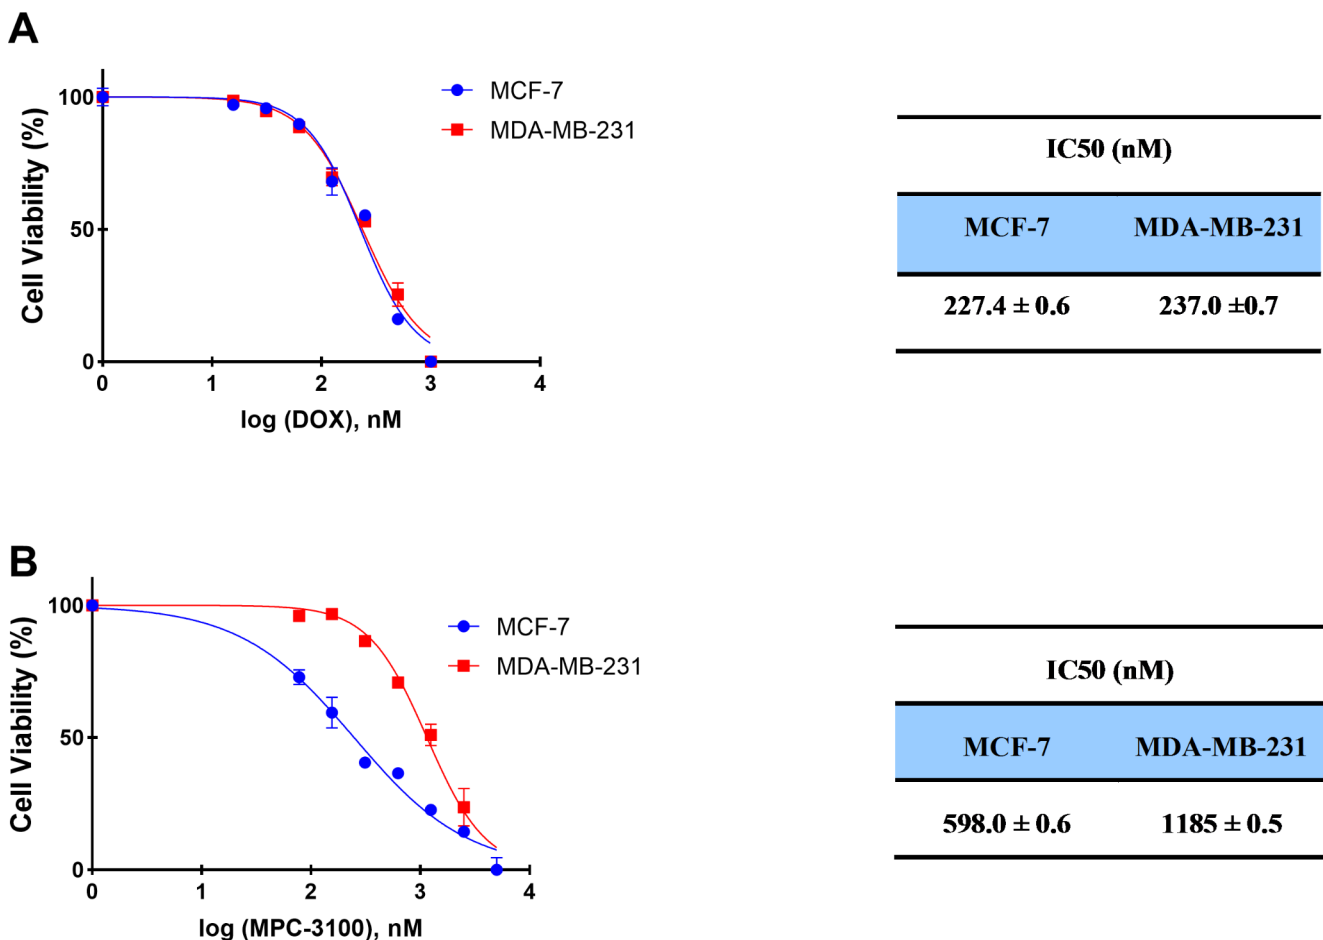 A
MCF-7
MDA-MB-231
Cell Viability (%)
100
50
0
0 1 2 3 4
log (DOX), nM
IC50 (nM)
MCF-7 MDA-MB-231
227.4 ± 0.6 237.0 ±0.7
B
MCF-7
MDA-MB-231
Cell Viability (%)
100
50
0
0 1 2 3 4
log (MPC-3100), nM
IC50 (nM)
MCF-7 MDA-MB-231
598.0 ± 0.6 1185 ± 0.5